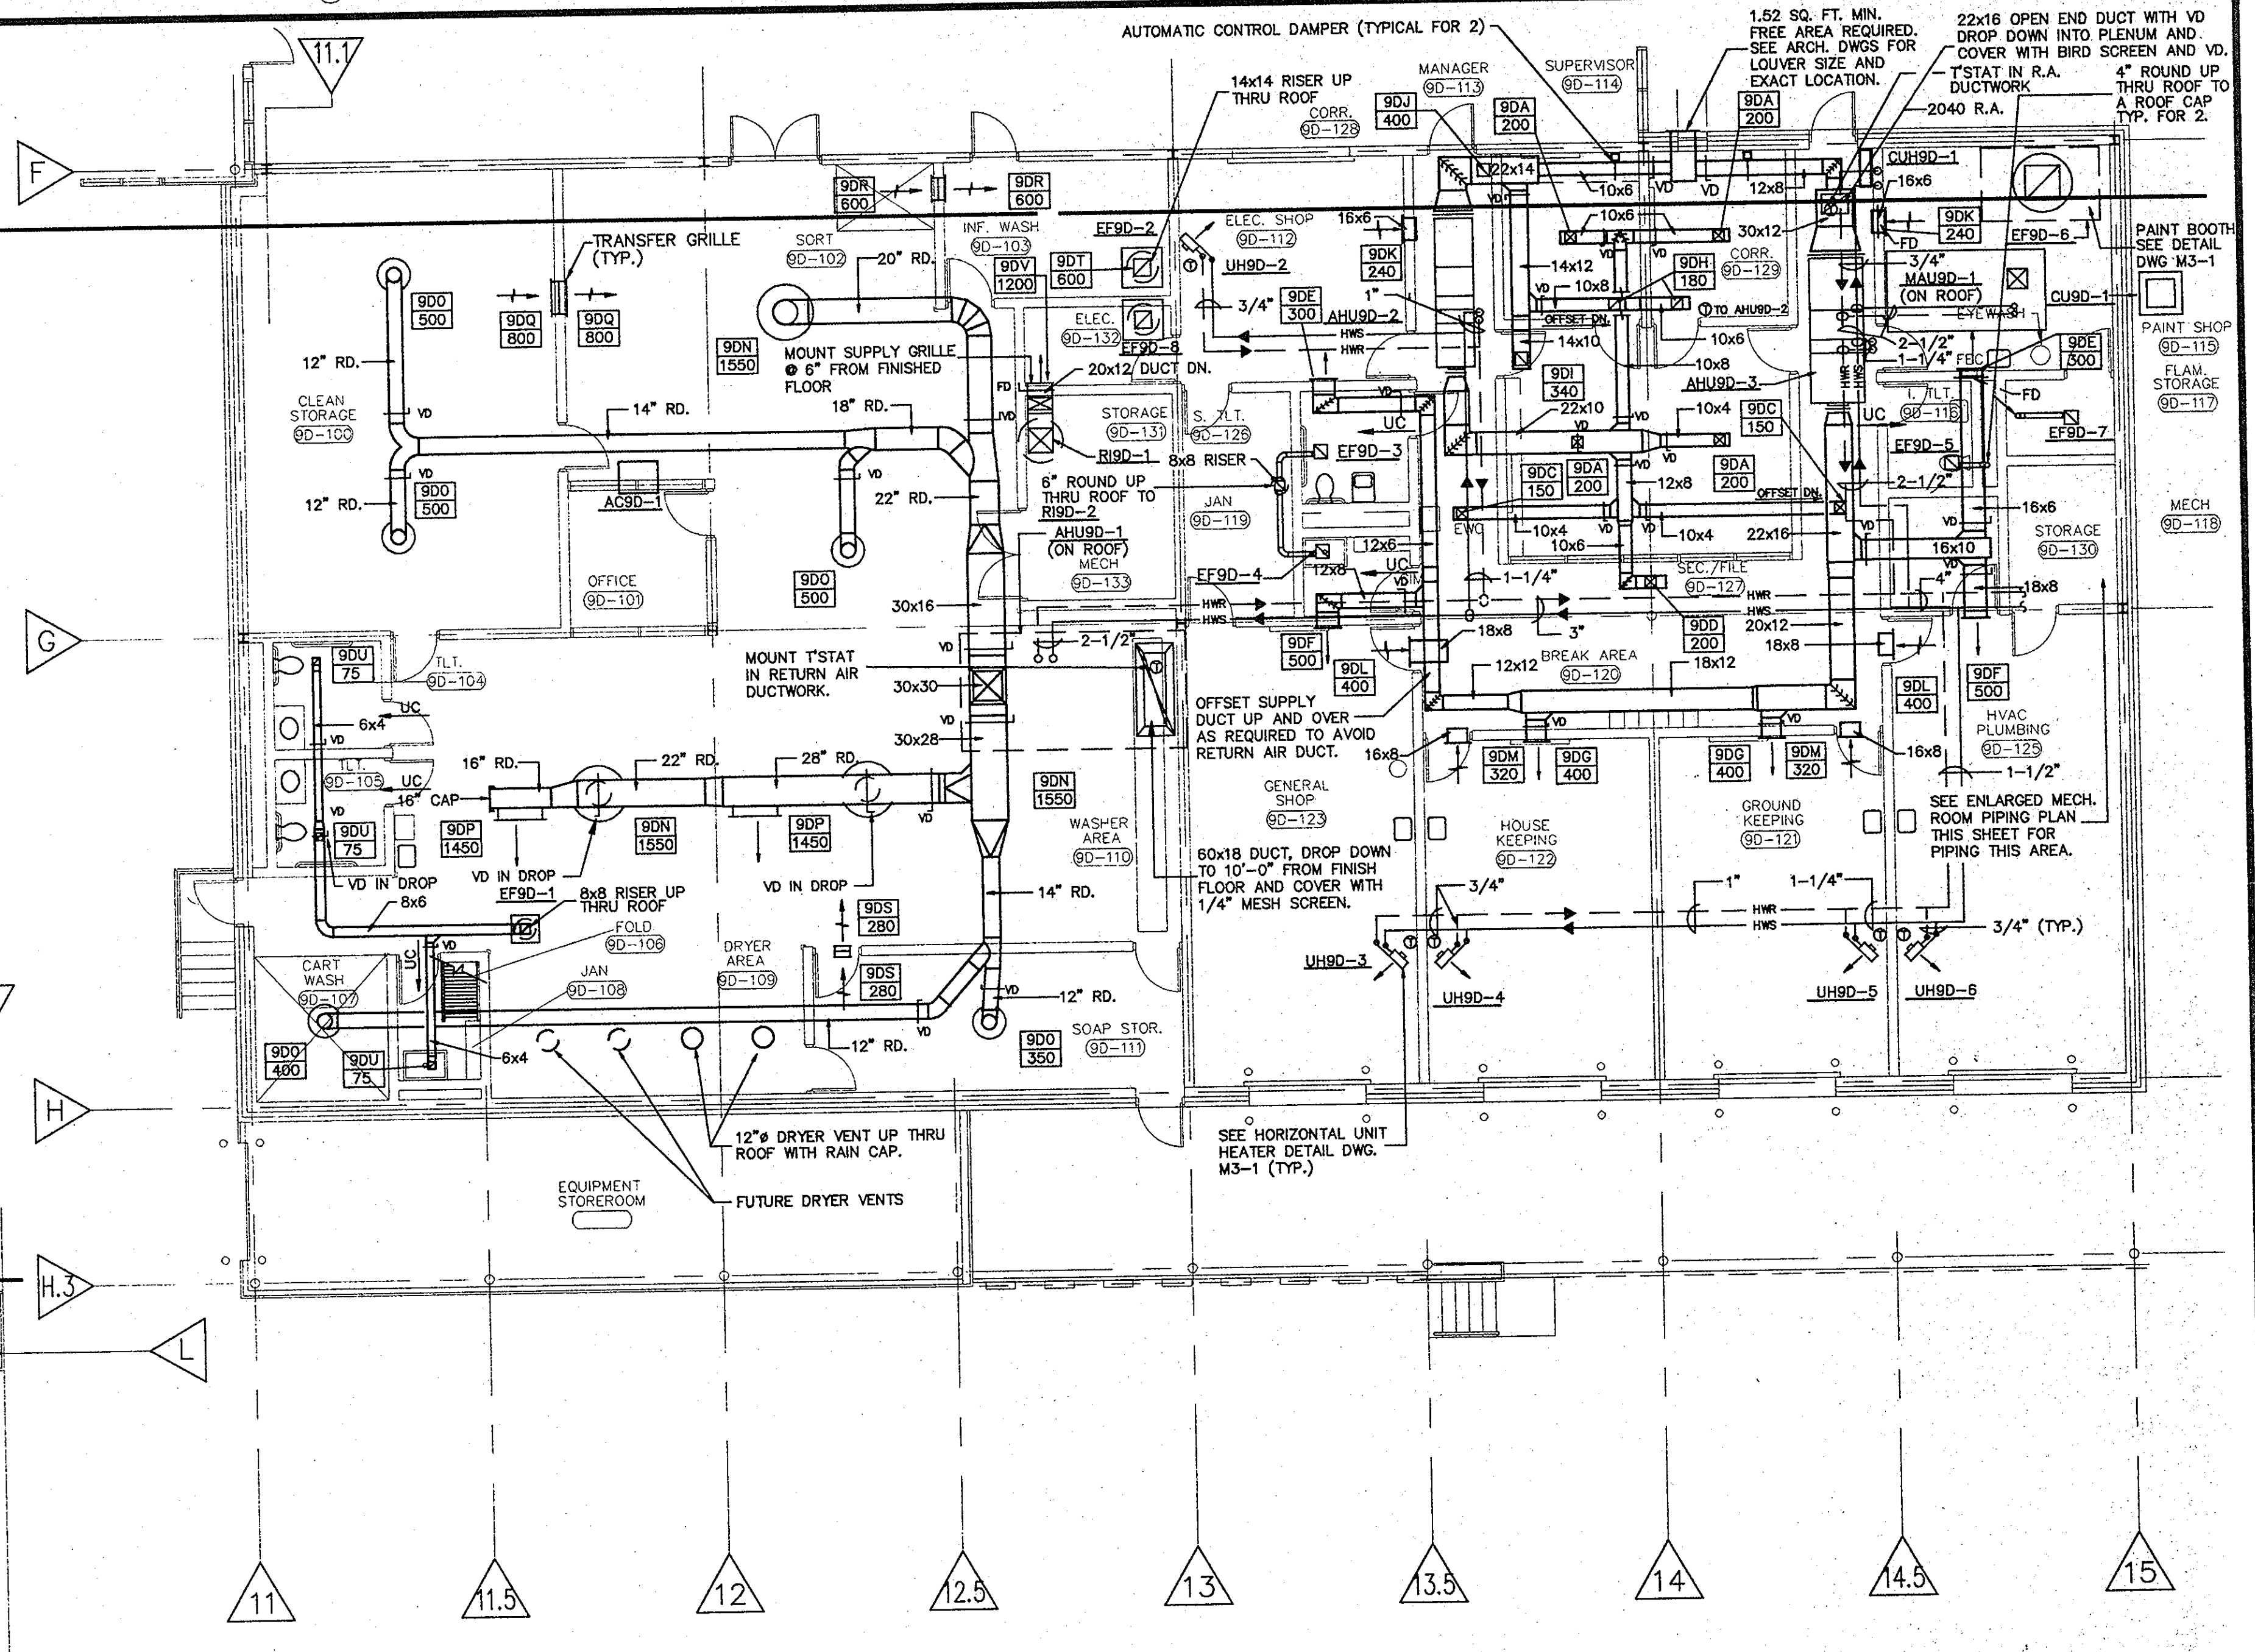 11.1
AUTOMATIC CONTROL DAMPER (TYPICAL FOR 2)
1.52 SQ. FT. MIN.
FREE AREA REQUIRED.
SEE ARCH. DWGS FOR
LOUVER SIZE AND
EXACT LOCATION.
22x16 OPEN END DUCT WITH VD
DROP DOWN INTO PLENUM AND
COVER WITH BIRD SCREEN AND VD.
T'STAT IN R.A.
DUCTWORK
2040 R.A.
4" ROUND UP
THRU ROOF TO
A ROOF CAP
TYP. FOR 2.
14x14 RISER UP
THRU ROOF
MANAGER
9D-113
SUPERVISOR
9D-114
CORR.
9D-128
9DJ
400
9DA
200
9DA
200
F
9DR
600
9DR
600
22x14
10x6
VD
VD
12x8
CUH9D-1
16x6
TRANSFER GRILLE
(TYP.)
SORT
9D-102
INF. WASH
9D-103
EF9D-2
ELEC. SHOP
9D-112
16x6
10x6
30x12
9DK
240
FD
EF9D-6
PAINT BOOTH
SEE DETAIL
DWG M3-1
20" RD.
9DV
1200
9DT
600
UH9D-2
9DK
240
14x12
VD
9DH
180
CORR.
9D-129
3/4"
MAU9D-1
(ON ROOF)
CU9D-1
9DO
500
9DQ
800
9DQ
800
3/4"
9DE
300
1"
AHU9D-2
10x8
OFFSET DN.
T TO AHU9D-2
EYEWASH
PAINT SHOP
9D-115
ELEC.
9D-132
EF9D-8
HWS
HWR
14x10
10x6
2-1/2"
1-1/4"
FEC
9DE
300
12" RD.
9DN
1550
MOUNT SUPPLY GRILLE
@ 6" FROM FINISHED
FLOOR
20x12 DUCT DN.
FD
10x8
9DI
340
AHU9D-3
HWR
HWS
FD
FLAM.
STORAGE
9D-117
CLEAN
STORAGE
9D-100
VD
14" RD.
18" RD.
VD
STORAGE
9D-131
S. TLT.
9D-126
VD
UC
22x10
VD
10x4
9DC
150
UC
I. TLT.
9D-116
EF9D-7
VD
VD
RI9D-1
8x8 RISER
EF9D-3
9DC
150
9DA
200
VD
9DA
200
EF9D-5
12" RD.
9DO
500
AC9D-1
22" RD.
6" ROUND UP
THRU ROOF TO
RI9D-2
12x8
OFFSET DN.
2-1/2"
JAN
9D-119
EWC
10x4
VD
VD
10x4
22x16
VD
16x6
VD
STORAGE
9D-130
MECH
9D-118
AHU9D-1
(ON ROOF)
MECH
9D-133
12x6
10x6
16x10
OFFICE
9D-101
9DO
500
EF9D-4
12x8
UC
VD
1-1/4"
SEC./FILE
9D-127
VD
4"
18x8
30x16
HWR
HWS
HWR
HWS
G
VD
2-1/2"
9DF
500
18x8
3"
9DD
200
20x12
18x8
9DU
75
TLT.
9D-104
MOUNT T'STAT
IN RETURN AIR
DUCTWORK.
30x30
9DL
400
12x12
BREAK AREA
9D-120
18x12
9DL
400
9DF
500
UC
6x4
VD
VD
30x28
OFFSET SUPPLY
DUCT UP AND OVER
AS REQUIRED TO AVOID
RETURN AIR DUCT.
VD
VD
HVAC
PLUMBING
9D-125
TLT.
9D-105
UC
VD
16" CAP
16" RD.
22" RD.
28" RD.
VD
9DN
1550
16x8
9DM
320
9DG
400
9DG
400
9DM
320
16x8
1-1/2"
9DU
75
9DP
1450
9DN
1550
9DP
1450
WASHER
AREA
9D-110
GENERAL
SHOP
9D-123
HOUSE
KEEPING
9D-122
GROUND
KEEPING
9D-121
SEE ENLARGED MECH.
ROOM PIPING PLAN
THIS SHEET FOR
PIPING THIS AREA.
VD IN DROP
8x6
VD IN DROP
EF9D-1
8x8 RISER UP
THRU ROOF
VD IN DROP
14" RD.
60x18 DUCT, DROP DOWN
TO 10'-0" FROM FINISH
FLOOR AND COVER WITH
1/4" MESH SCREEN.
3/4"
1"
1-1/4"
9DS
280
FOLD
9D-106
DRYER
AREA
9D-109
HWR
HWS
3/4" (TYP.)
UC
VD
CART
WASH
9D-107
JAN
9D-108
9DS
280
VD
12" RD.
UH9D-3
UH9D-4
UH9D-5
UH9D-6
9DO
400
9DU
75
6x4
VD
12" RD.
9DO
350
SOAP STOR.
9D-111
H
12"ø DRYER VENT UP THRU
ROOF WITH RAIN CAP.
SEE HORIZONTAL UNIT
HEATER DETAIL DWG.
M3-1 (TYP.)
EQUIPMENT
STOREROOM
FUTURE DRYER VENTS
H.3
L
11
11.5
12
12.5
13
13.5
14
14.5
15